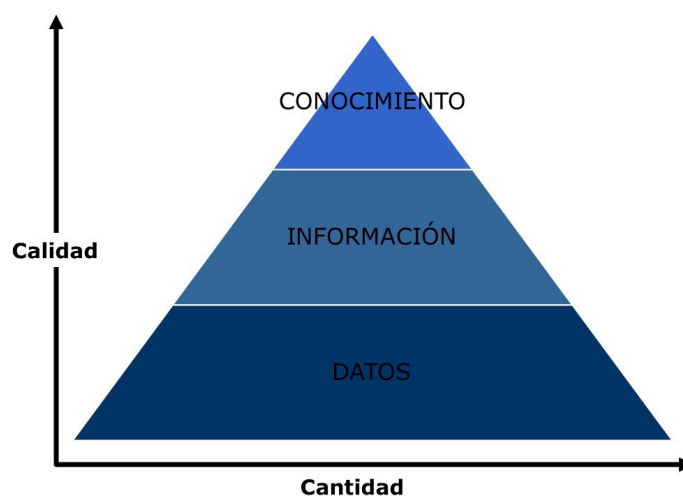 CONOCIMIENTO
INFORMACIÓN
Calidad
DATOS
Cantidad